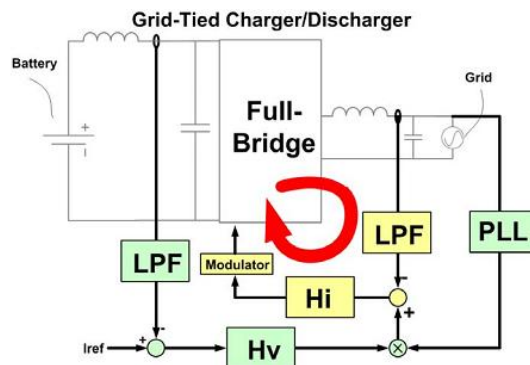 Grid-Tied Charger/Discharger
Battery
Grid
+
Full-
Bridge
LPF
LPF
PLL
Modulator
Hi
-
+
-
+
Iref
Hv
×